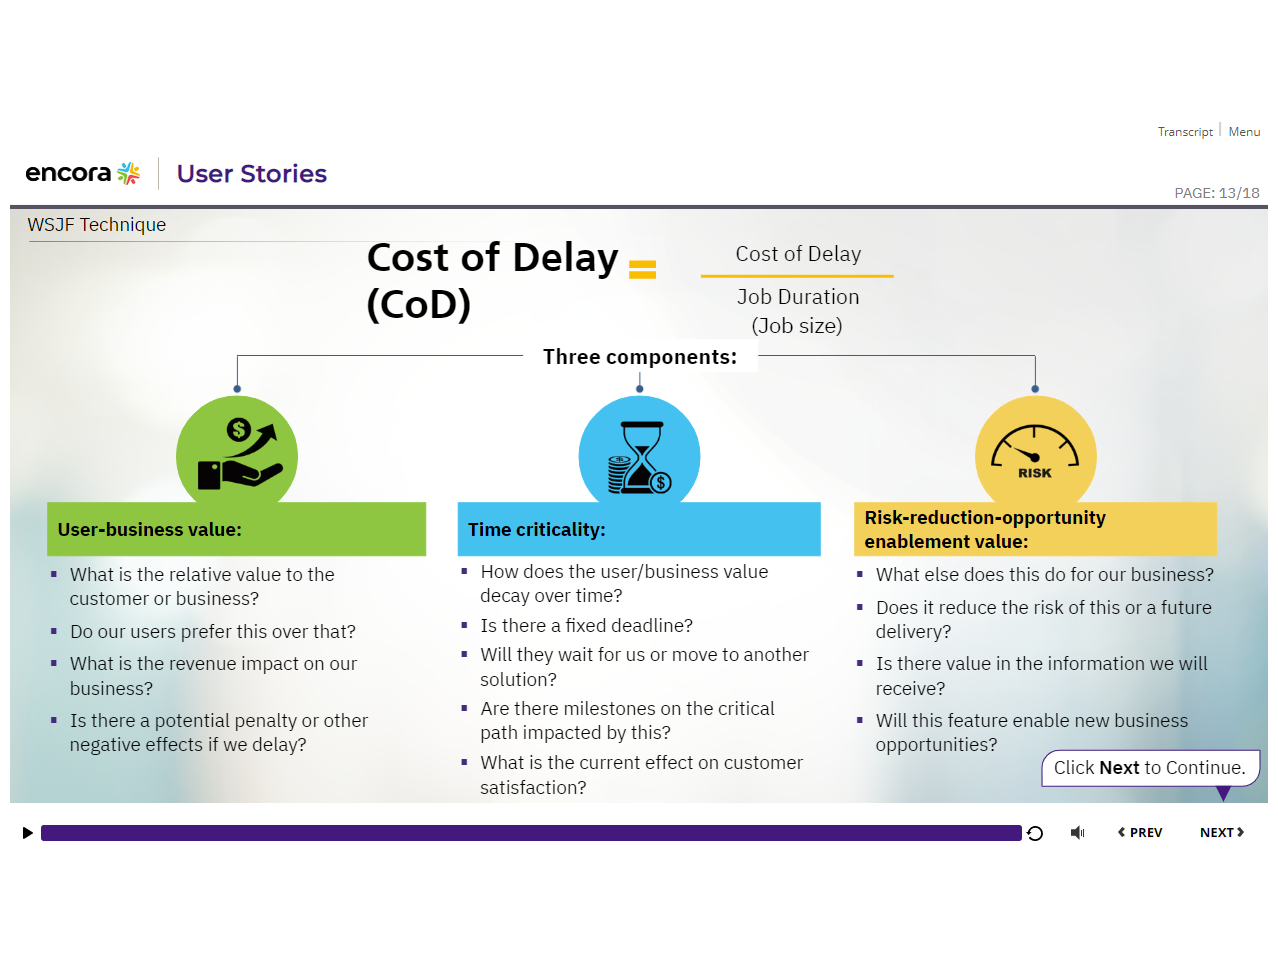 Transcript
Menu
encora
User Stories
PAGE: 13/18
WSJF Technique
Cost of Delay
(CoD)
=
Cost of Delay
Job Duration
(Job size)
Three components:
$
User-business value:
What is the relative value to the
customer or business?
Do our users prefer this over that?
What is the revenue impact on our
business?
Is there a potential penalty or other
negative effects if we delay?
$
Time criticality:
How does the user/business value
decay over time?
Is there a fixed deadline?
Will they wait for us or move to another
solution?
Are there milestones on the critical
path impacted by this?
What is the current effect on customer
satisfaction?
RISK
Risk-reduction-opportunity
enablement value:
What else does this do for our business?
Does it reduce the risk of this or a future
delivery?
Is there value in the information we will
receive?
Will this feature enable new business
opportunities?
Click Next to Continue.
PREV
NEXT